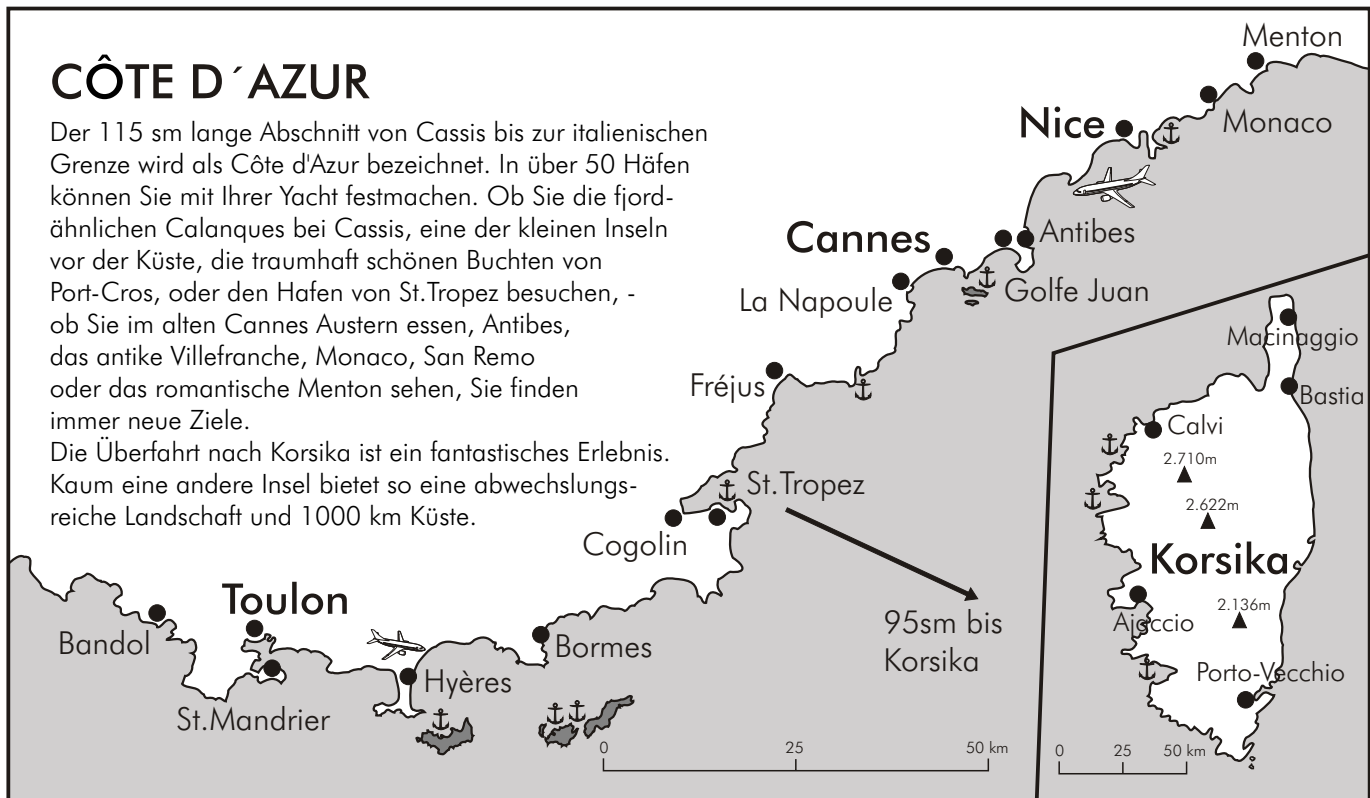 CÔTE D´AZUR
Der 115 sm lange Abschnitt von Cassis bis zur italienischen
Grenze wird als Côte d'Azur bezeichnet. In über 50 Häfen
können Sie mit Ihrer Yacht festmachen. Ob Sie die fjord-
ähnlichen Calanques bei Cassis, eine der kleinen Inseln
vor der Küste, die traumhaft schönen Buchten von
Port-Cros, oder den Hafen von St.Tropez besuchen, -
ob Sie im alten Cannes Austern essen, Antibes,
das antike Villefranche, Monaco, San Remo
oder das romantische Menton sehen, Sie finden
immer neue Ziele.
Die Überfahrt nach Korsika ist ein fantastisches Erlebnis.
Kaum eine andere Insel bietet so eine abwechslungs-
reiche Landschaft und 1000 km Küste.
Menton
Monaco
Nice
Antibes
Cannes
Golfe Juan
La Napoule
Fréjus
St.Tropez
Cogolin
Toulon
Bandol
Bormes
Hyères
St.Mandrier
95sm bis
Korsika
0 25 50 km
Macinaggio
Bastia
Calvi
2.710m
2.622m
Korsika
2.136m
Ajaccio
Porto-Vecchio
0 25 50 km